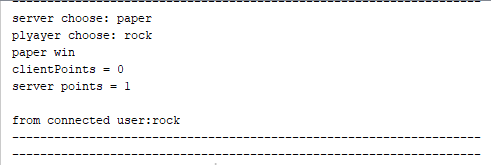 --------------------------------------------------------------------
server choose: paper
plyayer choose: rock
paper win
clientPoints = 0
server points = 1
from connected user:rock
--------------------------------------------------------------------
--------------------------------------------------------------------